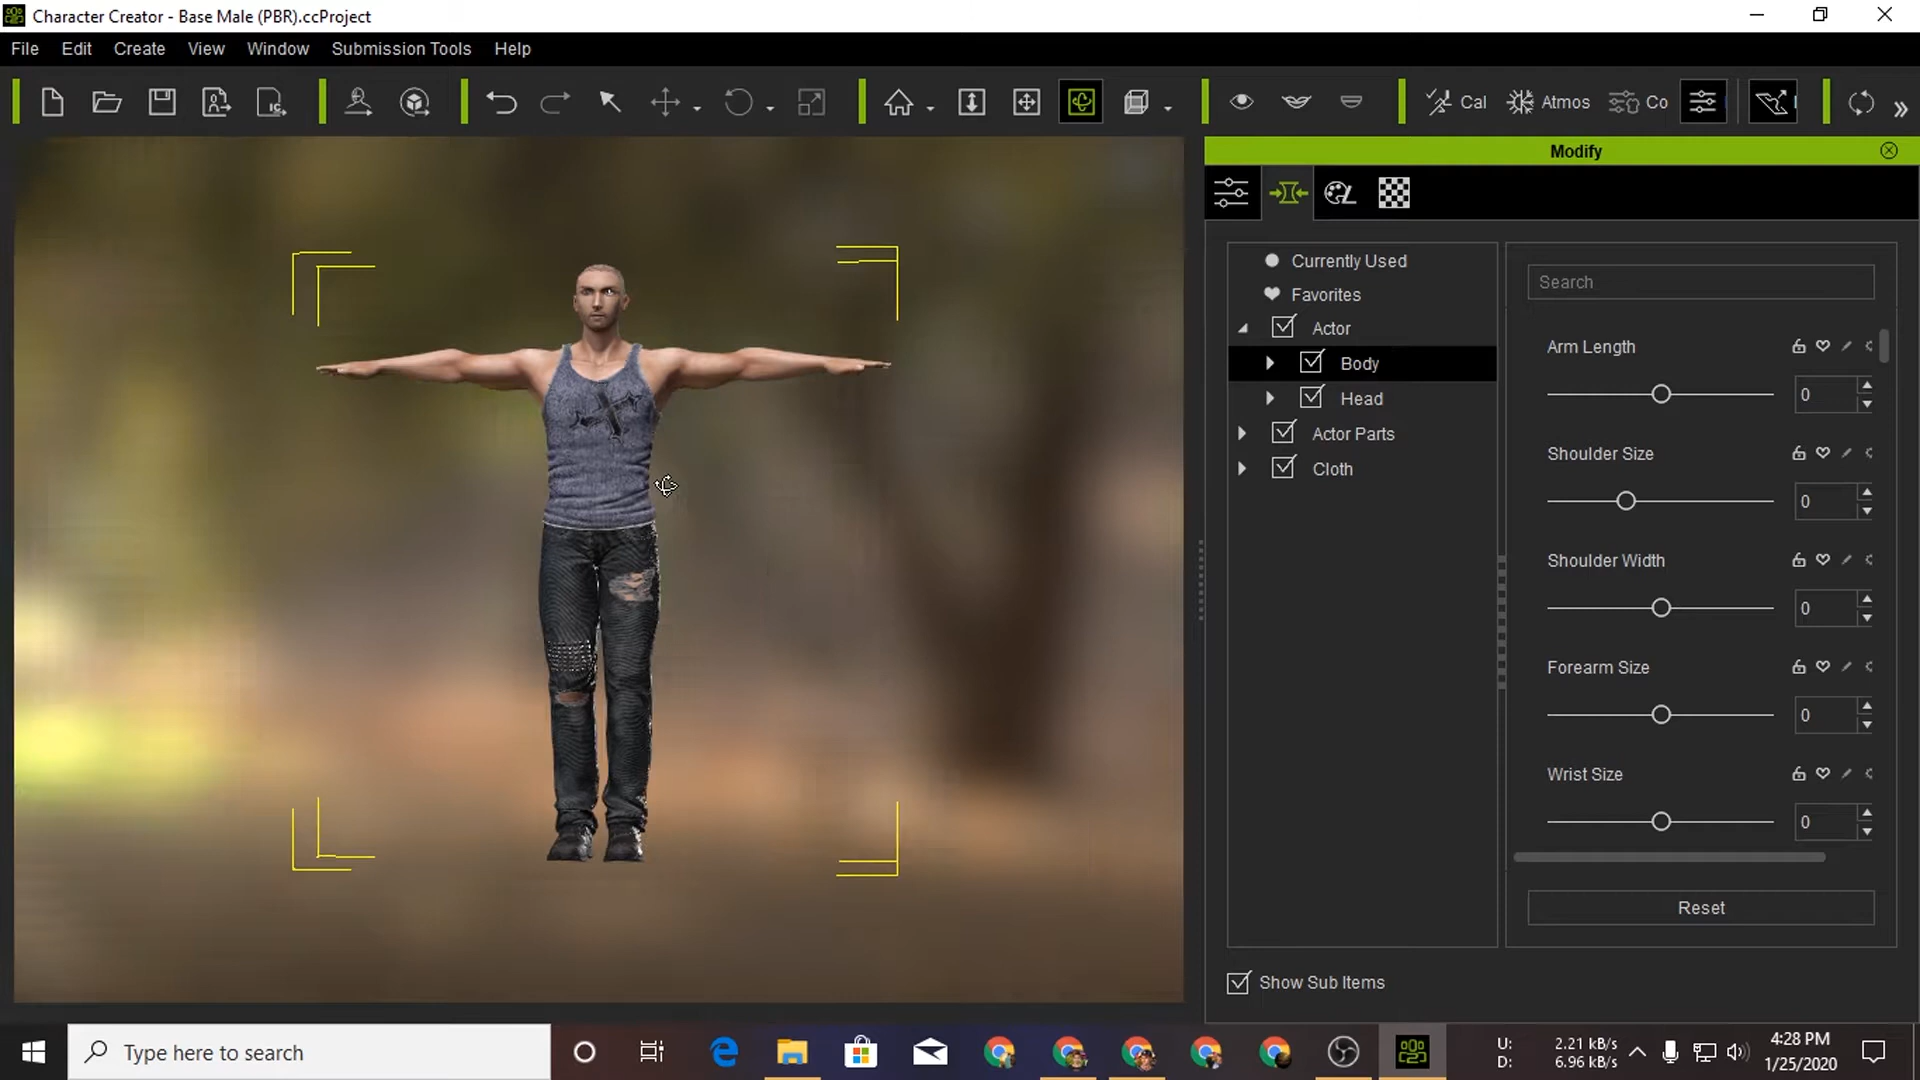 Character Creator - Base Male (PBR).ccProject
File Edit Create View Window Submission Tools Help
Cal Atmos Co
Modify
Currently Used
Favorites
Actor
Body
Head
Actor Parts
Cloth
Search
Arm Length
0
Shoulder Size
0
Shoulder Width
0
Forearm Size
0
Wrist Size
0
Reset
Show Sub Items
Type here to search
U: 2.21 kB/s
D: 6.96 kB/s
4:28 PM
1/25/2020